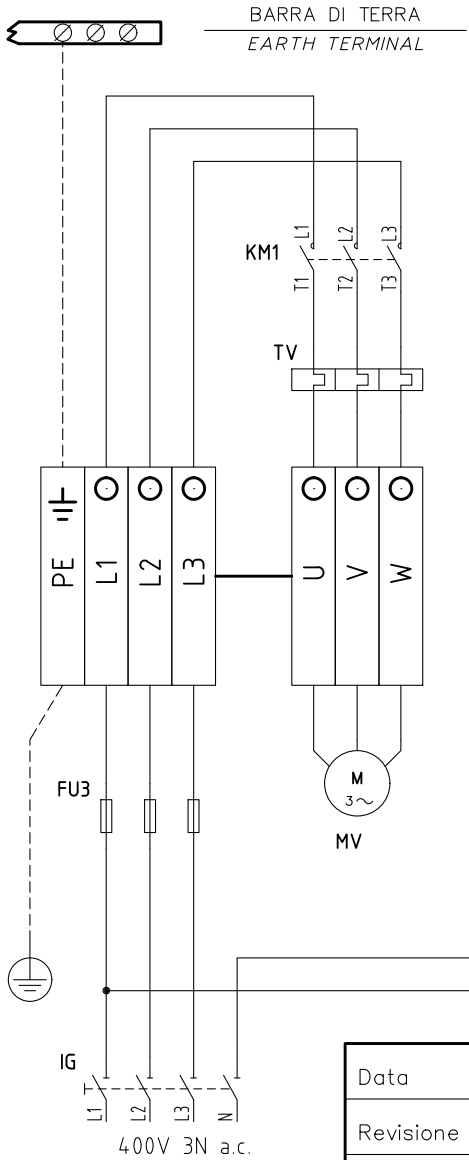 BARRA DI TERRA
EARTH TERMINAL
KM1
L1 L2 L3
T1 T2 T3
TV
PE L1 L2 L3 U V W
FU3
M
3~
MV
IG
L1 L2 L3 N
400V 3N a.c.
Data
Revisione